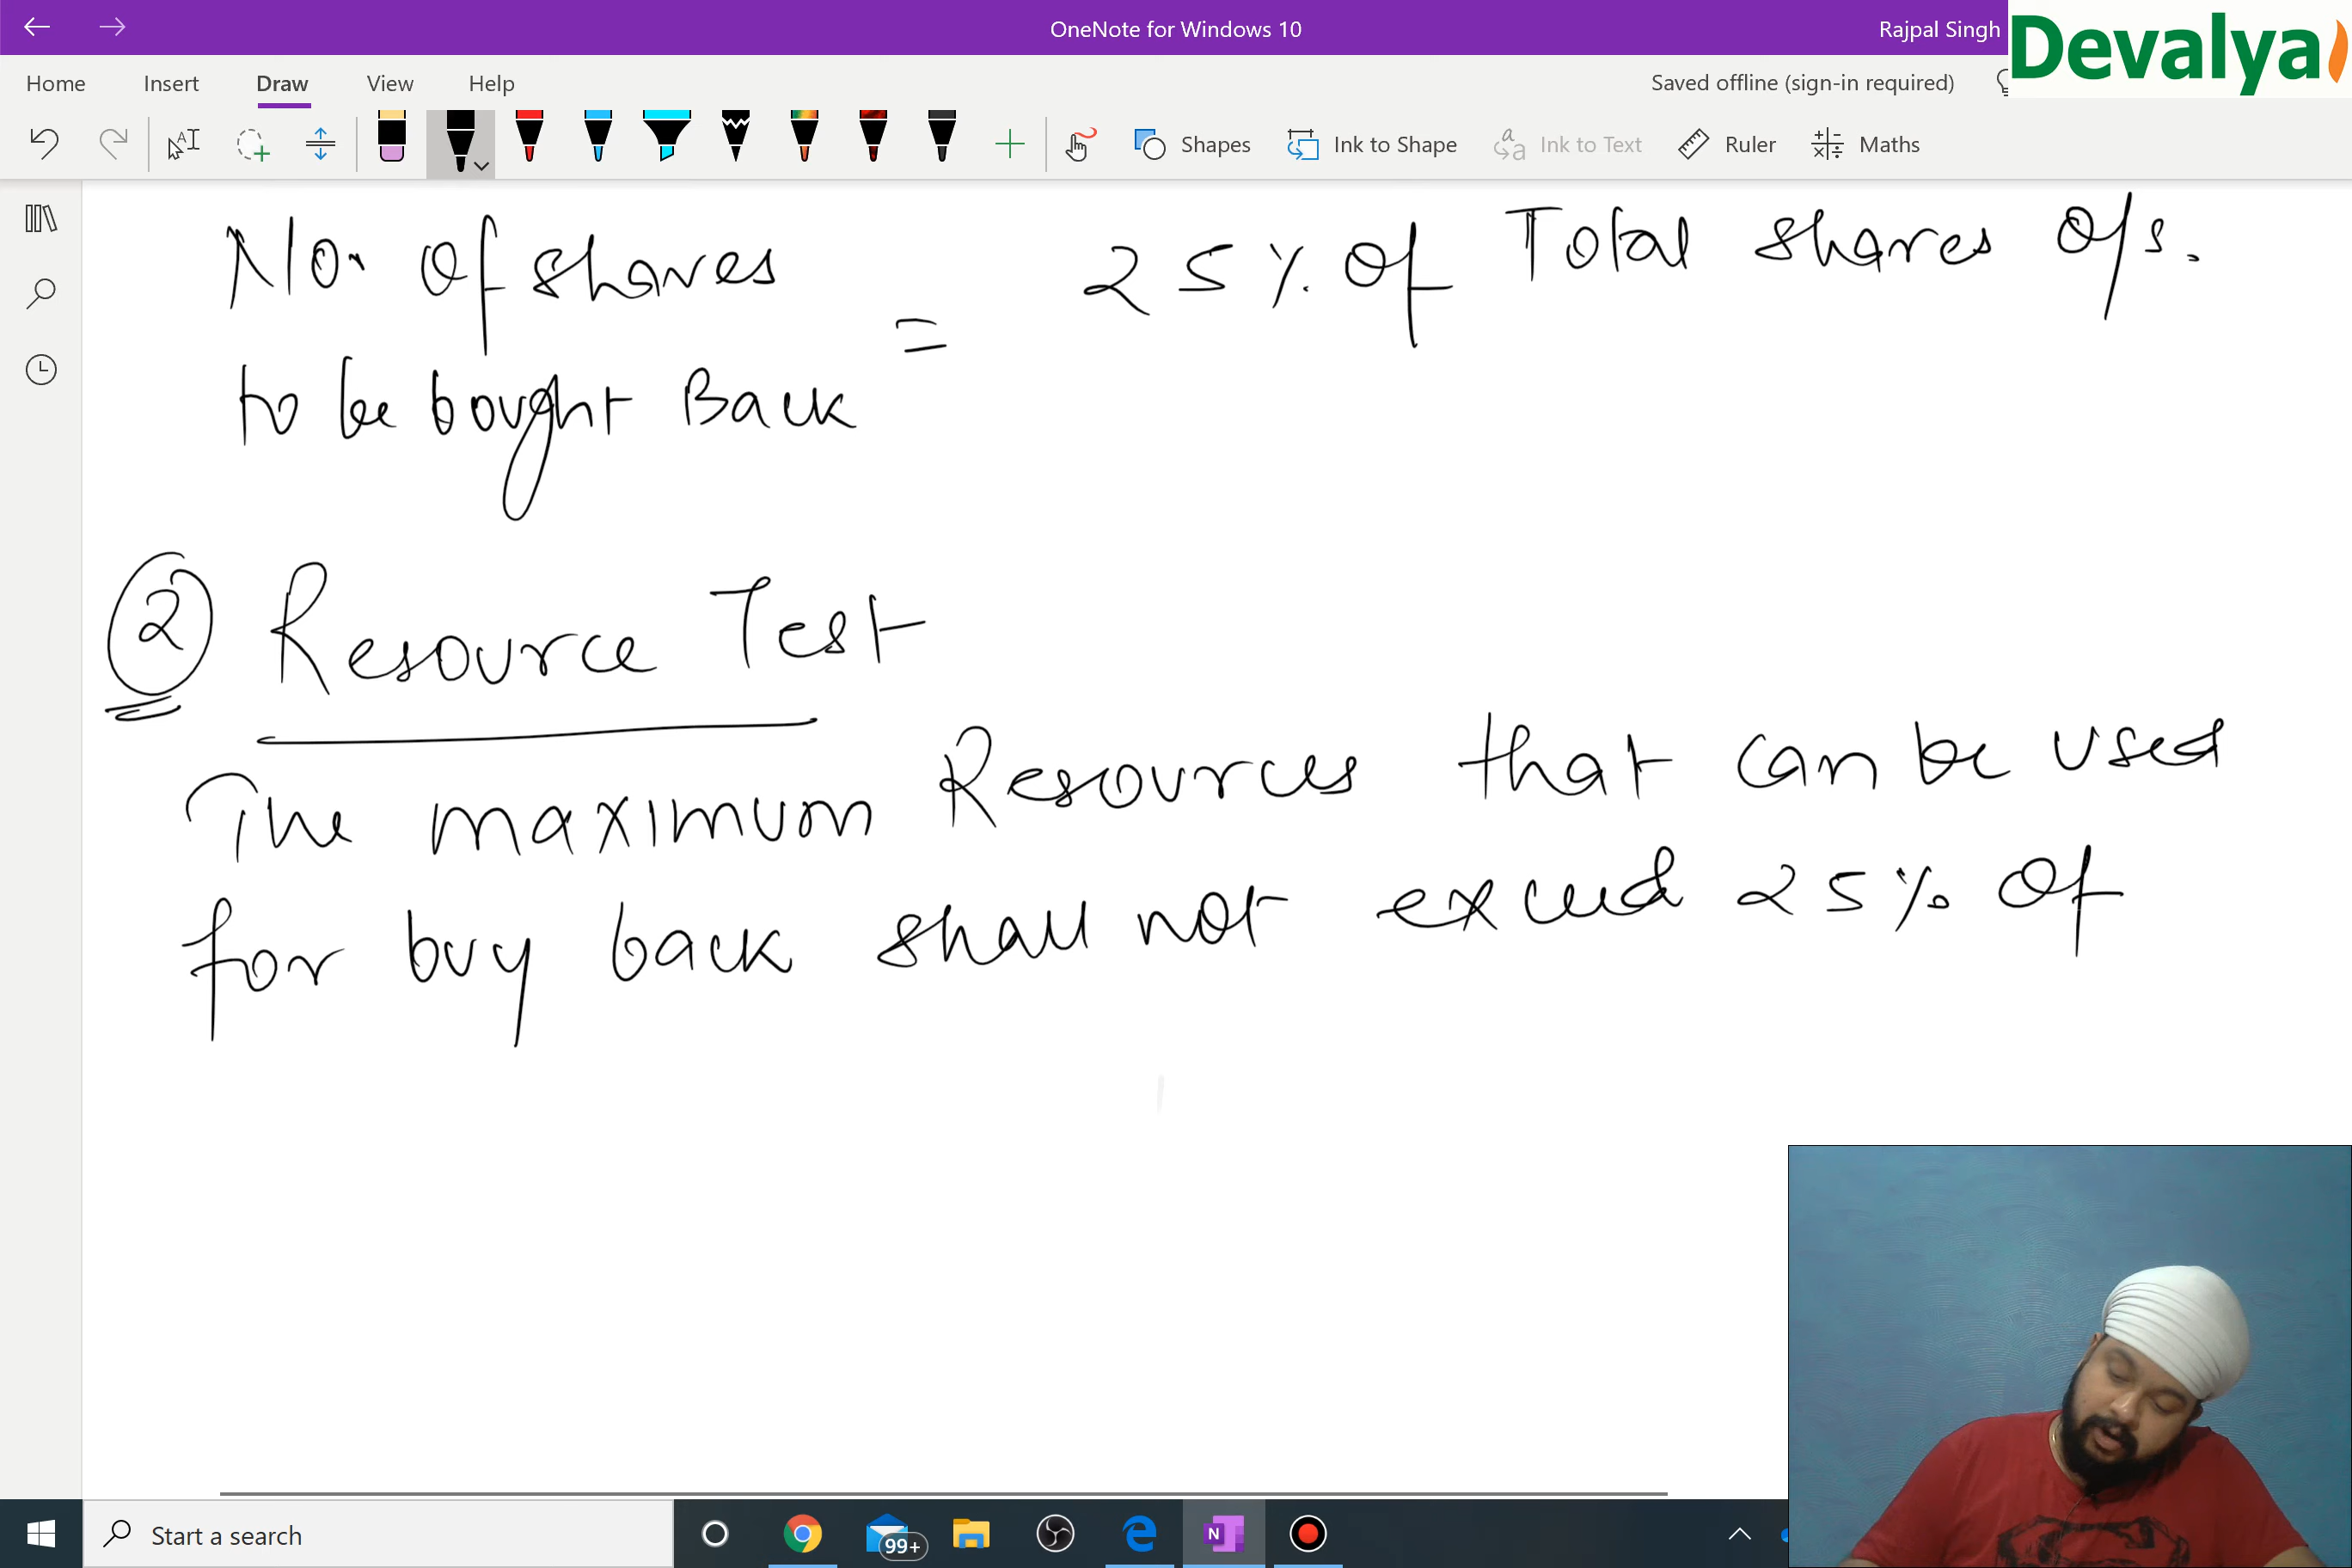 OneNote for Windows 10
Rajpal Singh
Devalya
Home Insert Draw View Help
Saved offline (sign-in required)
Shapes Ink to Shape Ink to Text Ruler Maths
No. of shares = 25% of Total shares o/s.
to be bought Back
2 Resource Test
The maximum Resources that can be used
for buy back shall not exceed 25% of
Start a search
99+
N